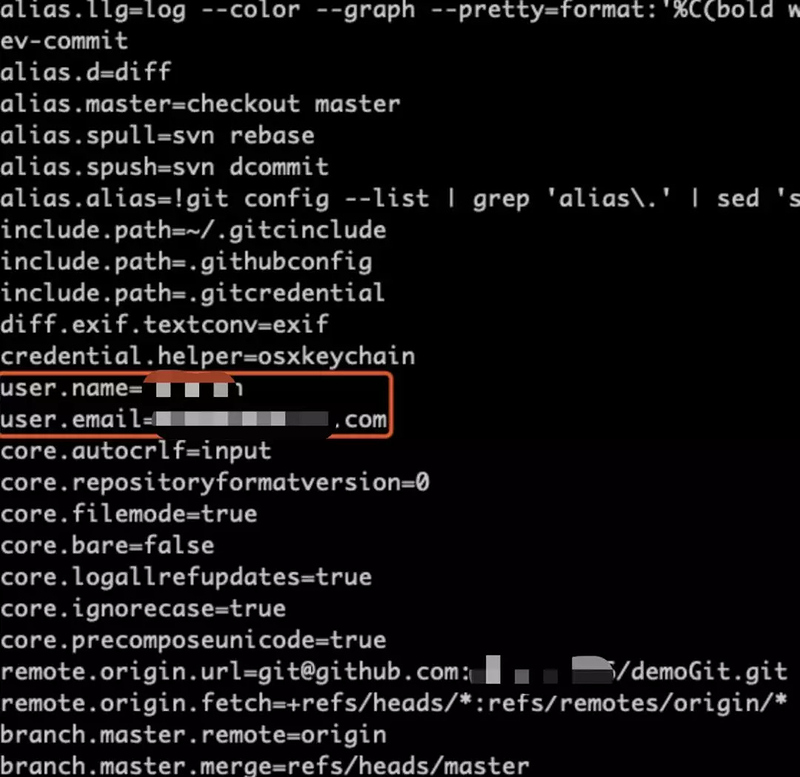 alias.llg=log --color --graph --pretty=format:'%C(bold w
ev-commit
alias.d=diff
alias.master=checkout master
alias.spull=svn rebase
alias.spush=svn dcommit
alias.alias=!git config --list | grep 'alias\.' | sed 's
include.path=~/.gitcinclude
include.path=.githubconfig
include.path=.gitcredential
diff.exif.textconv=exif
credential.helper=osxkeychain
user.name=
user.email= .com
core.autocrlf=input
core.repositoryformatversion=0
core.filemode=true
core.bare=false
core.logallrefupdates=true
core.ignorecase=true
core.precomposeunicode=true
remote.origin.url=git@github.com: /demoGit.git
remote.origin.fetch=+refs/heads/*:refs/remotes/origin/*
branch.master.remote=origin
branch.master.merge=refs/heads/master